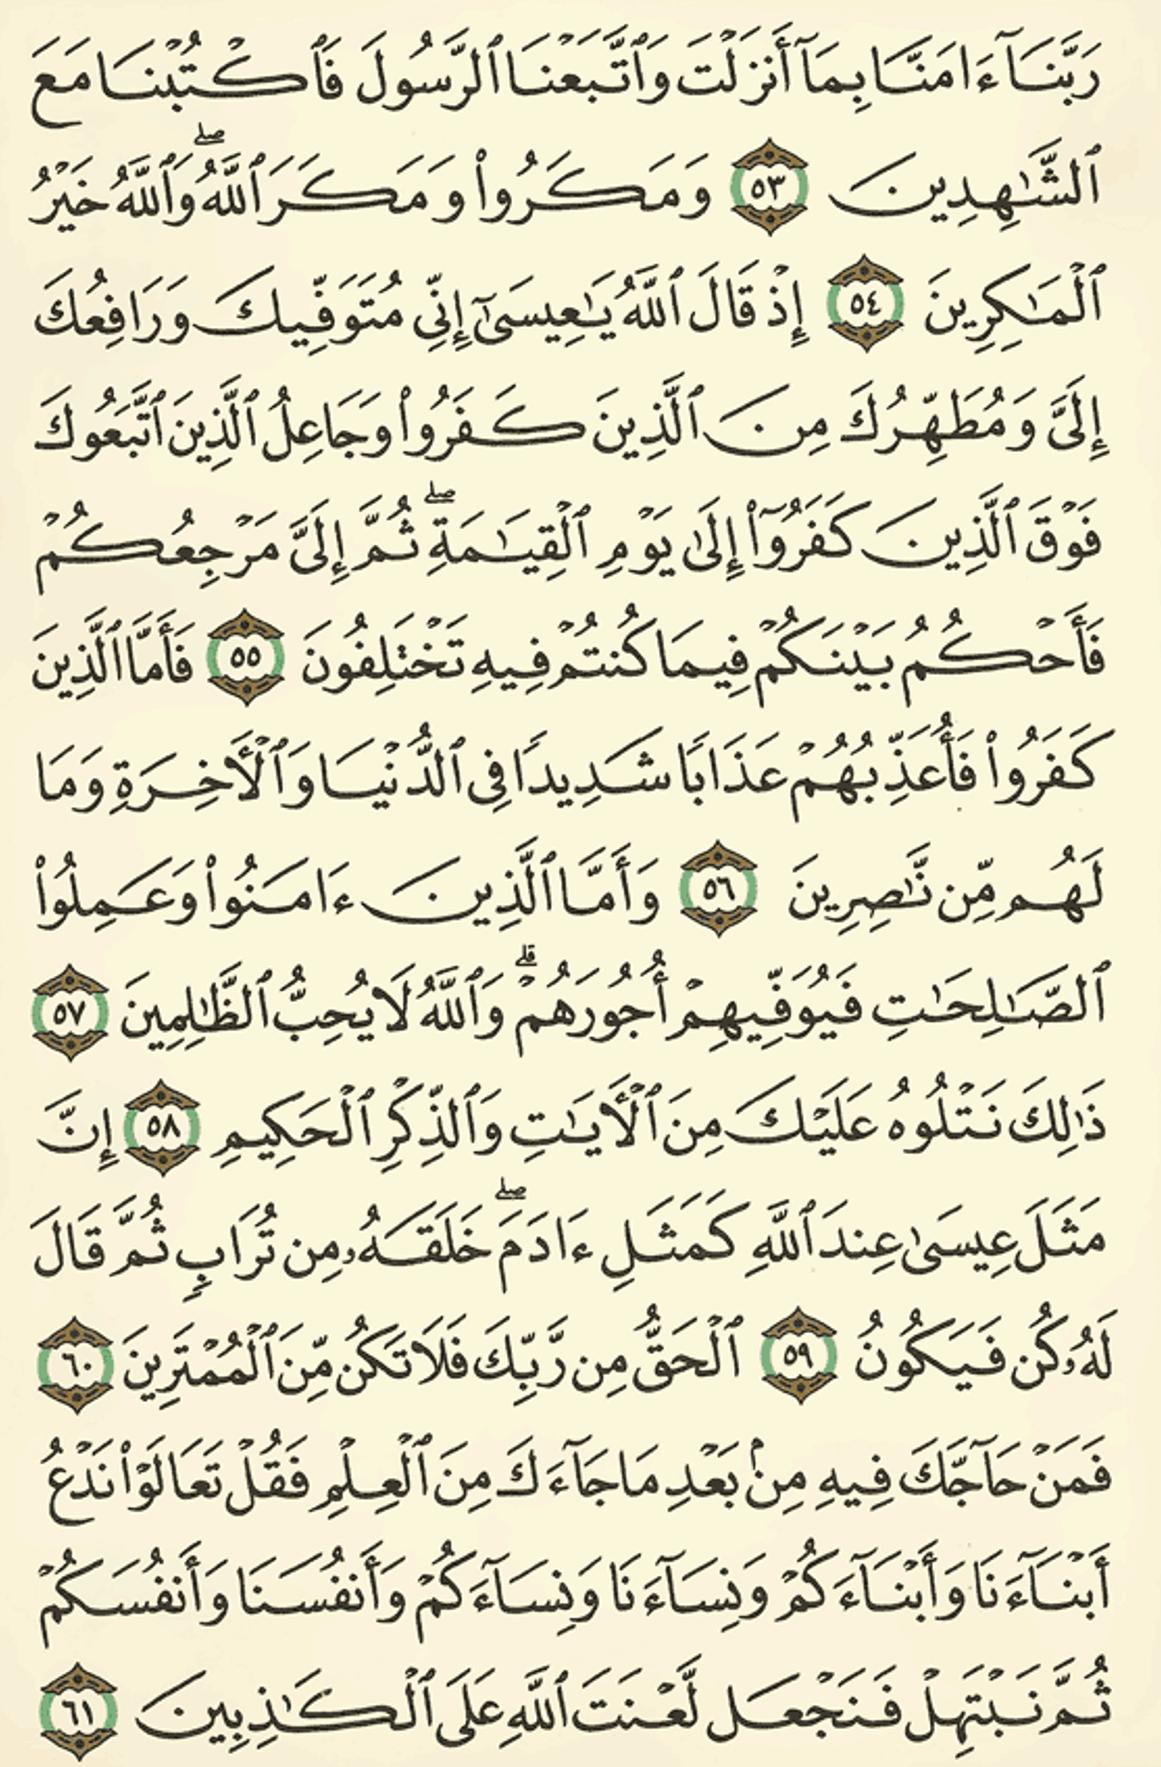 رَبَّنَآ ءَامَنَّا بِمَآ أَنزَلْتَ وَٱتَّبَعْنَا ٱلرَّسُولَ فَٱكْتُبْنَا مَعَ
ٱلشَّٰهِدِينَ ٥٣ وَمَكَرُوا۟ وَمَكَرَ ٱللَّهُ ۖ وَٱللَّهُ خَيْرُ
ٱلْمَٰكِرِينَ ٥٤ إِذْ قَالَ ٱللَّهُ يَٰعِيسَىٰٓ إِنِّى مُتَوَفِّيكَ وَرَافِعُكَ
إِلَىَّ وَمُطَهِّرُكَ مِنَ ٱلَّذِينَ كَفَرُوا۟ وَجَاعِلُ ٱلَّذِينَ ٱتَّبَعُوكَ
فَوْقَ ٱلَّذِينَ كَفَرُوٓا۟ إِلَىٰ يَوْمِ ٱلْقِيَٰمَةِ ۖ ثُمَّ إِلَىَّ مَرْجِعُكُمْ
فَأَحْكُمُ بَيْنَكُمْ فِيمَا كُنتُمْ فِيهِ تَخْتَلِفُونَ ٥٥ فَأَمَّا ٱلَّذِينَ
كَفَرُوا۟ فَأُعَذِّبُهُمْ عَذَابًا شَدِيدًا فِى ٱلدُّنْيَا وَٱلْأَخِرَةِ وَمَا
لَهُم مِّن نَّٰصِرِينَ ٥٦ وَأَمَّا ٱلَّذِينَ ءَامَنُوا۟ وَعَمِلُوا۟
ٱلصَّٰلِحَٰتِ فَيُوَفِّيهِمْ أُجُورَهُمْ ۗ وَٱللَّهُ لَا يُحِبُّ ٱلظَّٰلِمِينَ ٥٧
ذَٰلِكَ نَتْلُوهُ عَلَيْكَ مِنَ ٱلْأَيَٰتِ وَٱلذِّكْرِ ٱلْحَكِيمِ ٥٨ إِنَّ
مَثَلَ عِيسَىٰ عِندَ ٱللَّهِ كَمَثَلِ ءَادَمَ ۖ خَلَقَهُۥ مِن تُرَابٍ ثُمَّ قَالَ
لَهُۥ كُن فَيَكُونُ ٥٩ ٱلْحَقُّ مِن رَّبِّكَ فَلَا تَكُن مِّنَ ٱلْمُمْتَرِينَ ٦٠
فَمَنْ حَآجَّكَ فِيهِ مِنۢ بَعْدِ مَا جَآءَكَ مِنَ ٱلْعِلْمِ فَقُلْ تَعَالَوْا۟ نَدْعُ
أَبْنَآءَنَا وَأَبْنَآءَكُمْ وَنِسَآءَنَا وَنِسَآءَكُمْ وَأَنفُسَنَا وَأَنفُسَكُمْ
ثُمَّ نَبْتَهِلْ فَنَجْعَل لَّعْنَتَ ٱللَّهِ عَلَى ٱلْكَٰذِبِينَ ٦١